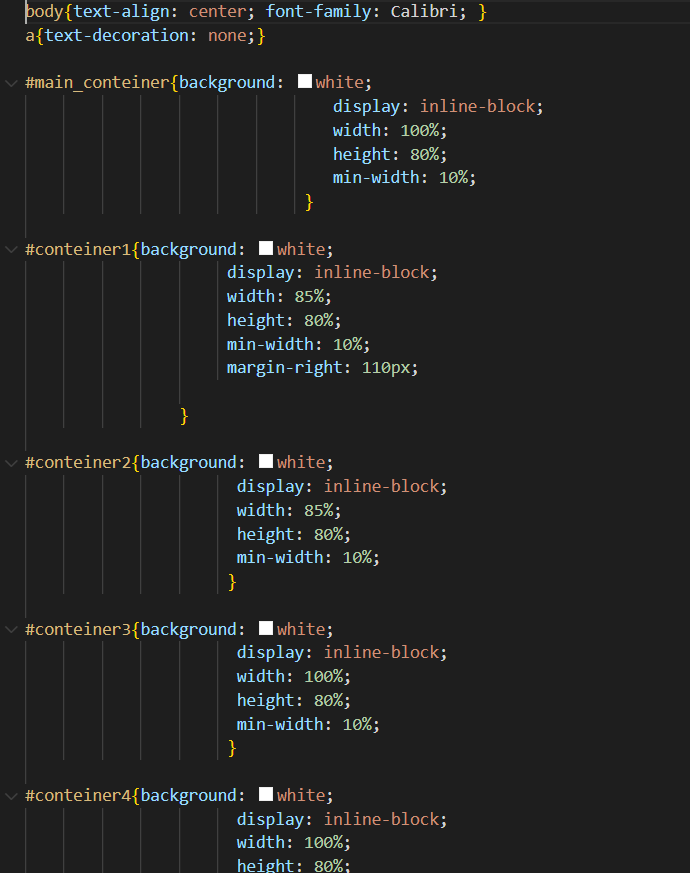 body{text-align: center; font-family: Calibri; }
a{text-decoration: none;}
#main_conteiner{background: white;
display: inline-block;
width: 100%;
height: 80%;
min-width: 10%;
}
#conteiner1{background: white;
display: inline-block;
width: 85%;
height: 80%;
min-width: 10%;
margin-right: 110px;
}
#conteiner2{background: white;
display: inline-block;
width: 85%;
height: 80%;
min-width: 10%;
}
#conteiner3{background: white;
display: inline-block;
width: 100%;
height: 80%;
min-width: 10%;
}
#conteiner4{background: white;
display: inline-block;
width: 100%;
height: 80%;